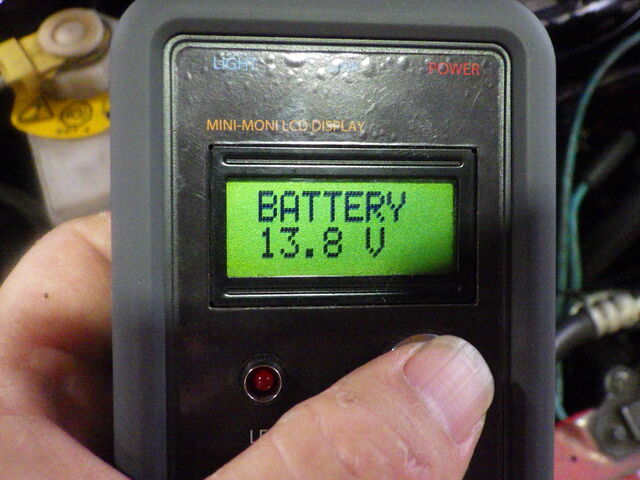 LIGHT
POWER
MINI-MONI LCD DISPLAY
BATTERY
13.8 V